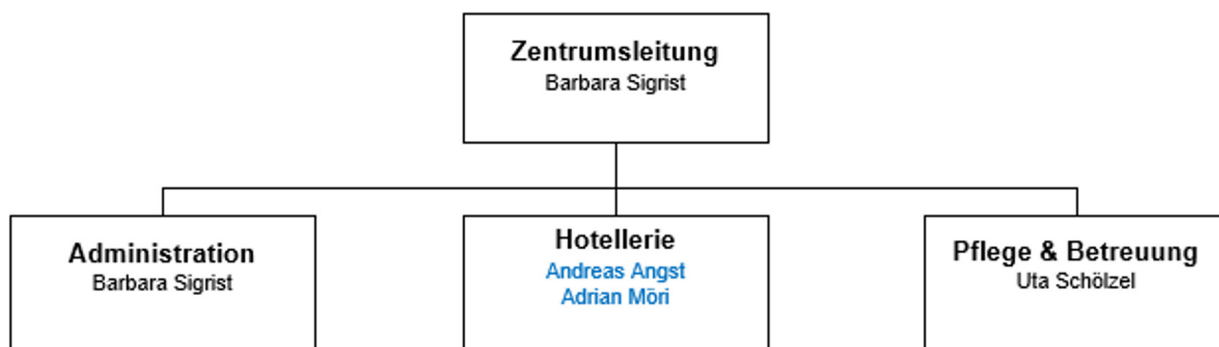 Zentrumsleitung
Barbara Sigrist
Administration
Barbara Sigrist
Hotellerie
Andreas Angst
Adrian Möri
Pflege & Betreuung
Uta Schölzel